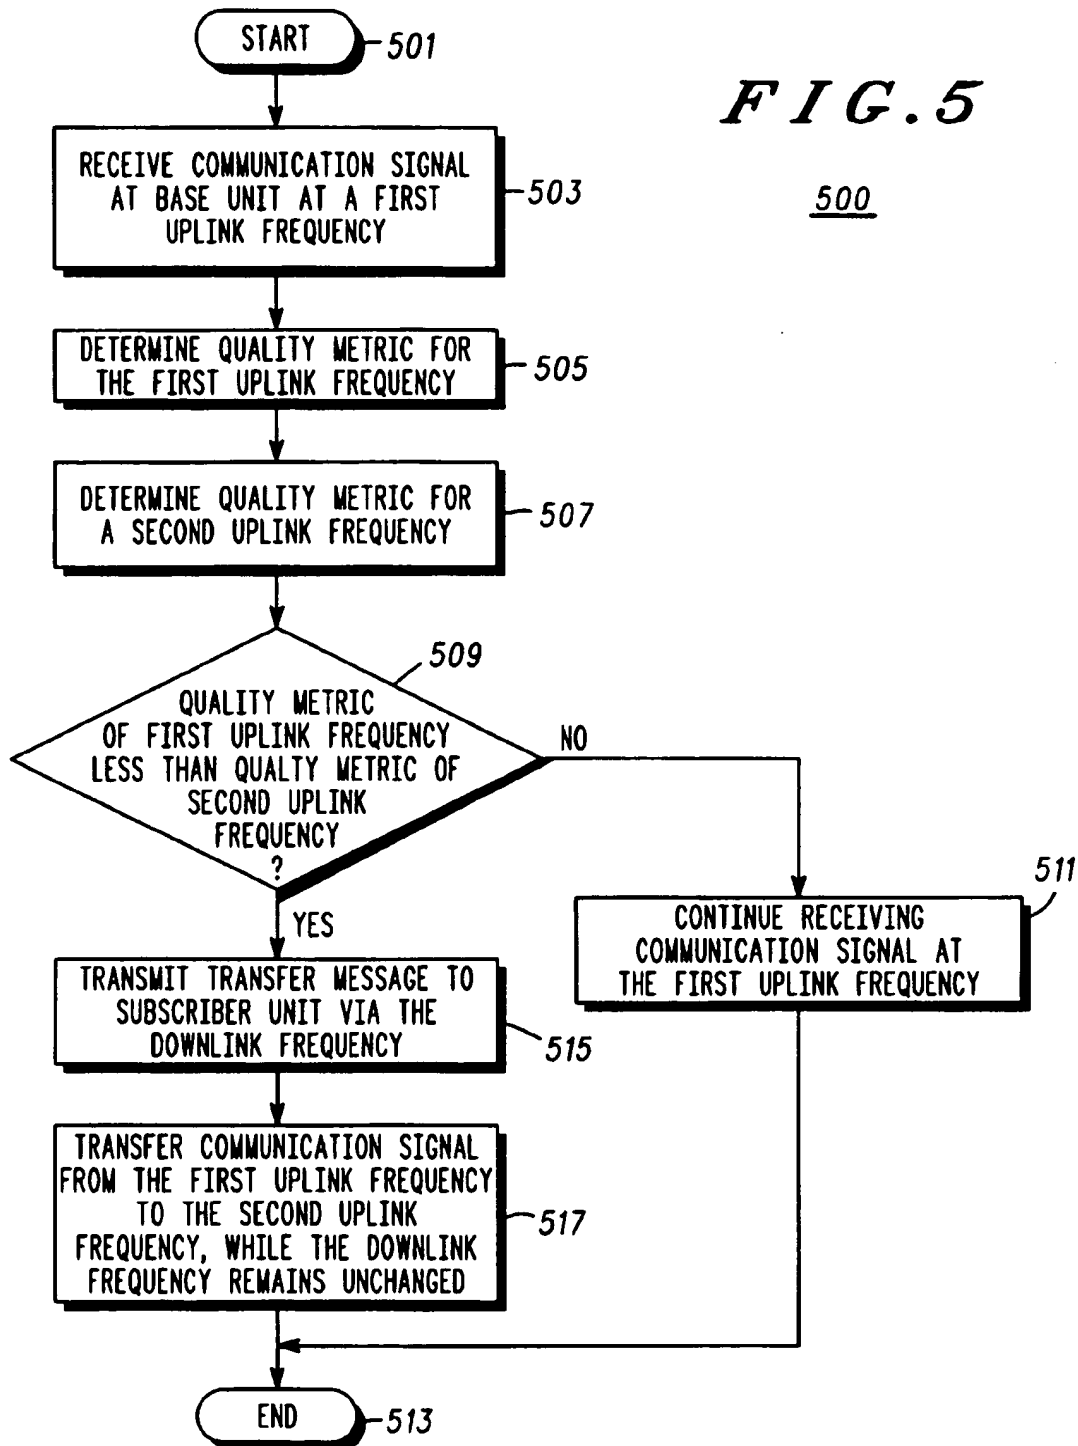 START
501
FIG.5
500
RECEIVE COMMUNICATION SIGNAL
AT BASE UNIT AT A FIRST
UPLINK FREQUENCY
503
DETERMINE QUALITY METRIC FOR
THE FIRST UPLINK FREQUENCY
505
DETERMINE QUALITY METRIC FOR
A SECOND UPLINK FREQUENCY
507
509
QUALITY METRIC
OF FIRST UPLINK FREQUENCY
LESS THAN QUALTY METRIC OF
SECOND UPLINK
FREQUENCY
?
NO
YES
511
CONTINUE RECEIVING
COMMUNICATION SIGNAL AT
THE FIRST UPLINK FREQUENCY
TRANSMIT TRANSFER MESSAGE TO
SUBSCRIBER UNIT VIA THE
DOWNLINK FREQUENCY
515
TRANSFER COMMUNICATION SIGNAL
FROM THE FIRST UPLINK FREQUENCY
TO THE SECOND UPLINK
FREQUENCY, WHILE THE DOWNLINK
FREQUENCY REMAINS UNCHANGED
517
END
513